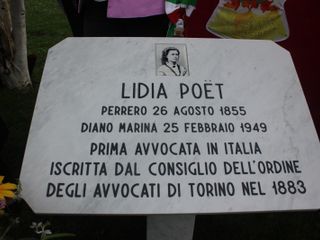 LIDIA POËT
PERRERO 26 AGOSTO 1855
DIANO MARINA 25 FEBBRAIO 1949
PRIMA AVVOCATA IN ITALIA
ISCRITTA DAL CONSIGLIO DELL'ORDINE
DEGLI AVVOCATI DI TORINO NEL 1883